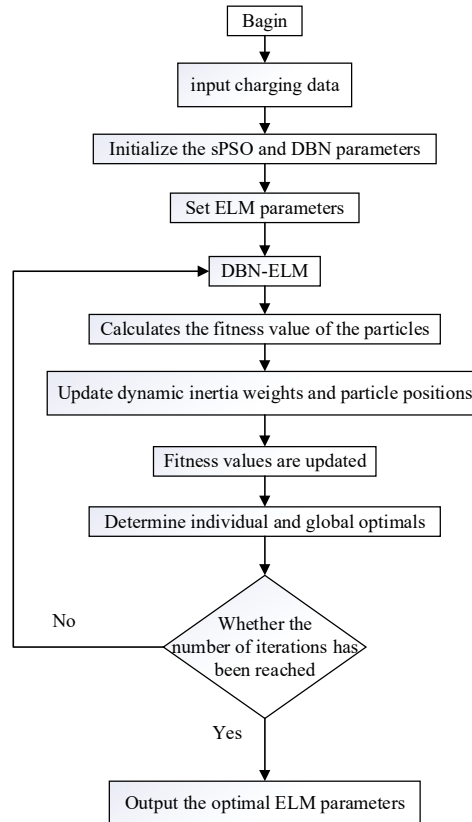 Bagin
input charging data
Initialize the sPSO and DBN parameters
Set ELM parameters
DBN-ELM
Calculates the fitness value of the particles
Update dynamic inertia weights and particle positions
Fitness values are updated
Determine individual and global optimals
No
Whether the
number of iterations has
been reached
Yes
Output the optimal ELM parameters